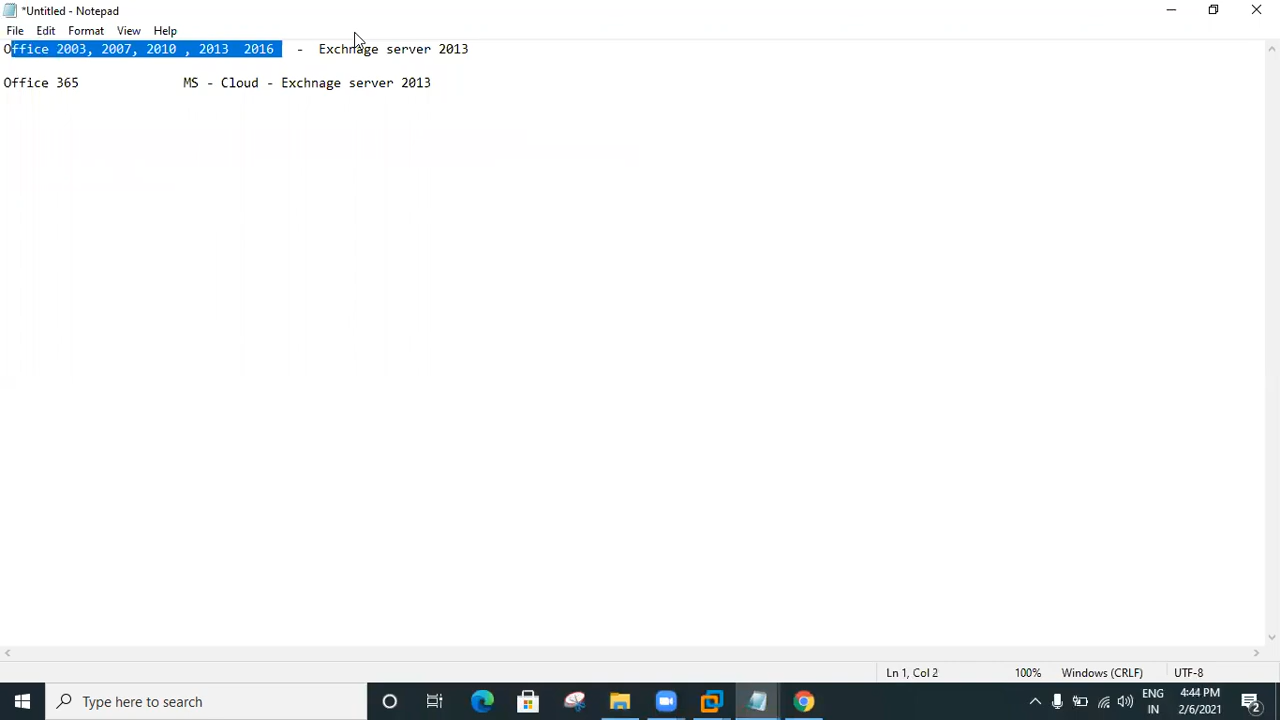 *Untitled - Notepad
File Edit Format View Help
Office 2003, 2007, 2010 , 2013  2016  -  Exchnage server 2013
Office 365 MS - Cloud - Exchnage server 2013
Ln 1, Col 2 100% Windows (CRLF) UTF-8
Type here to search
ENG
IN
4:44 PM
2/6/2021
2